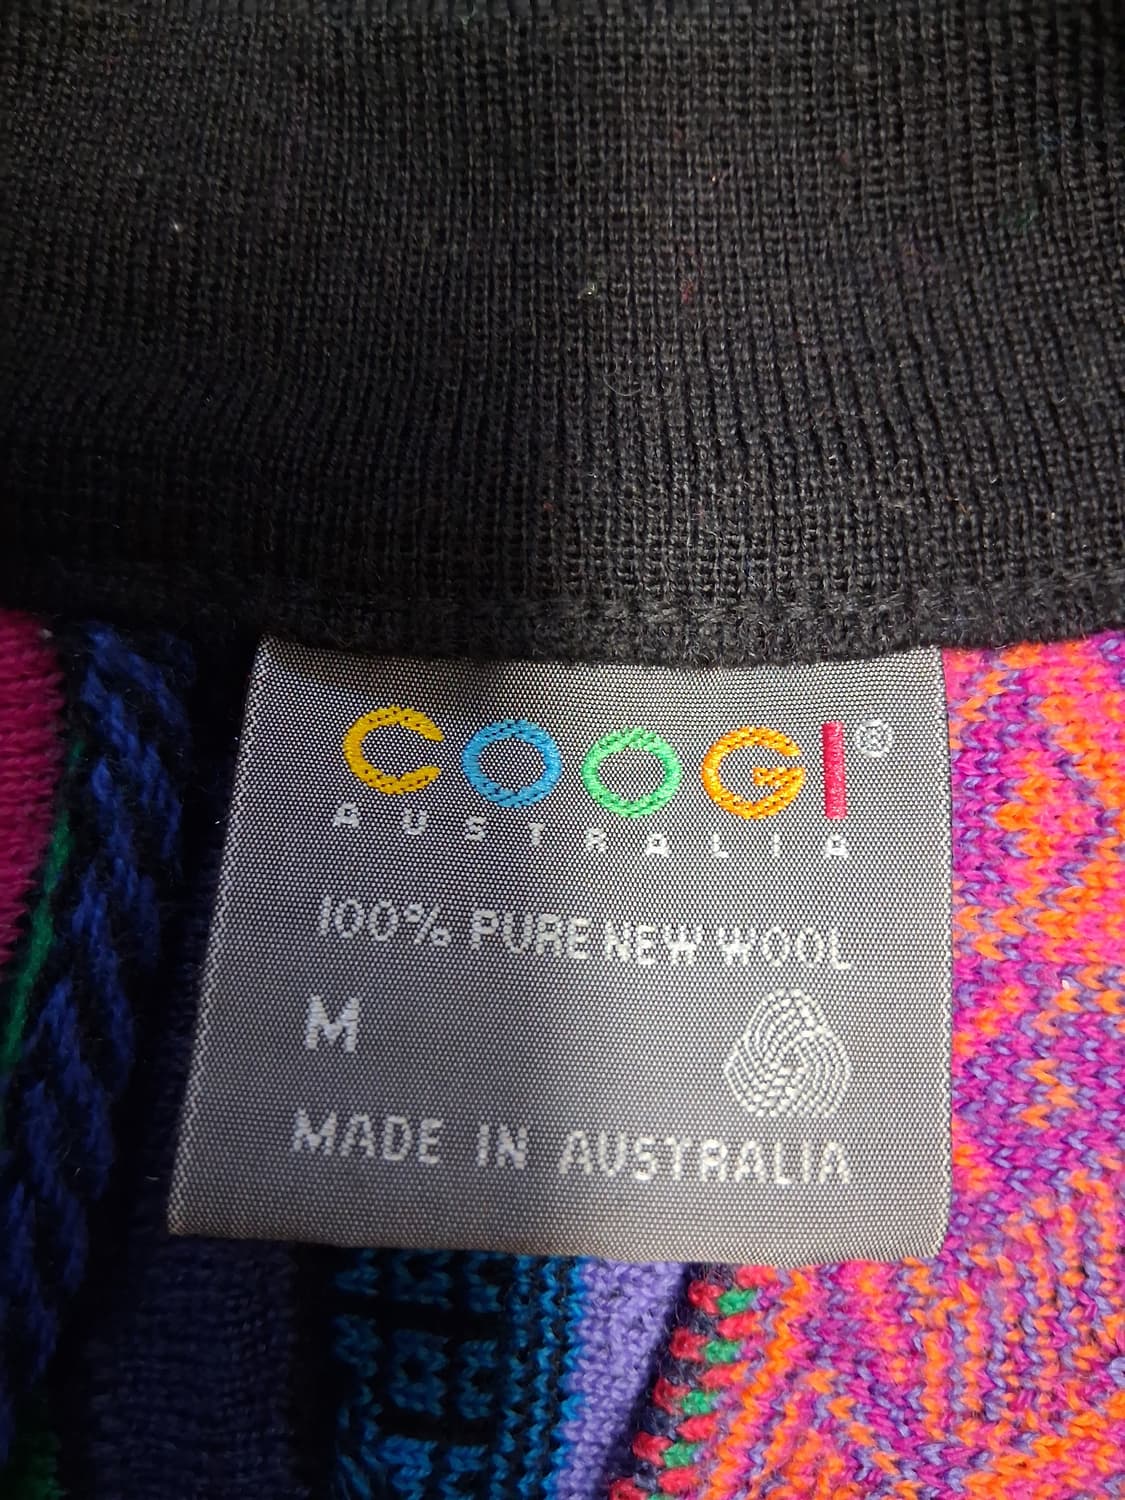 COOGI®
AUSTRALIA
100% PURE NEW WOOL
M
MADE IN AUSTRALIA